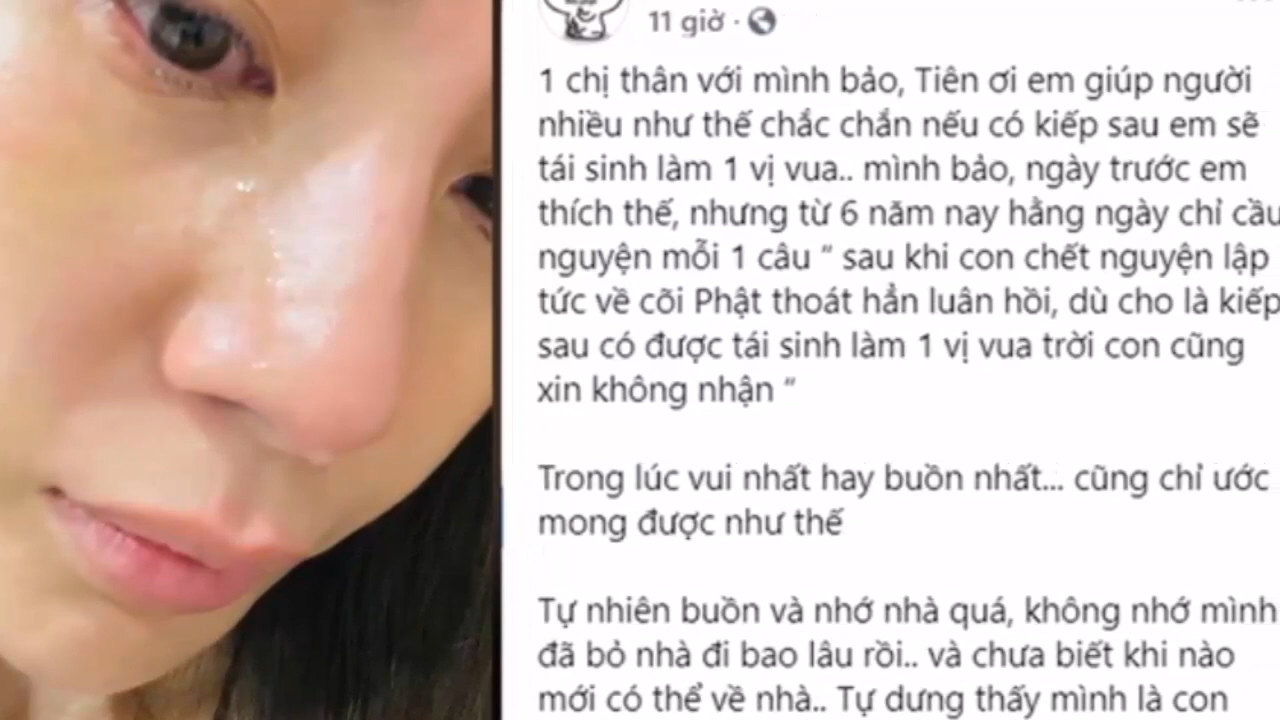 11 giờ ·
1 chị thân với mình bảo, Tiên ơi em giúp người
nhiều như thế chắc chắn nếu có kiếp sau em sẽ
tái sinh làm 1 vị vua.. mình bảo, ngày trước em
thích thế, nhưng từ 6 năm nay hằng ngày chỉ cầu
nguyện mỗi 1 câu “ sau khi con chết nguyện lập
tức về cõi Phật thoát hẳn luân hồi, dù cho là kiếp
sau có được tái sinh làm 1 vị vua trời con cũng
xin không nhận “
Trong lúc vui nhất hay buồn nhất... cũng chỉ ước
mong được như thế
Tự nhiên buồn và nhớ nhà quá, không nhớ mình
đã bỏ nhà đi bao lâu rồi.. và chưa biết khi nào
mới có thể về nhà.. Tự dưng thấy mình là con